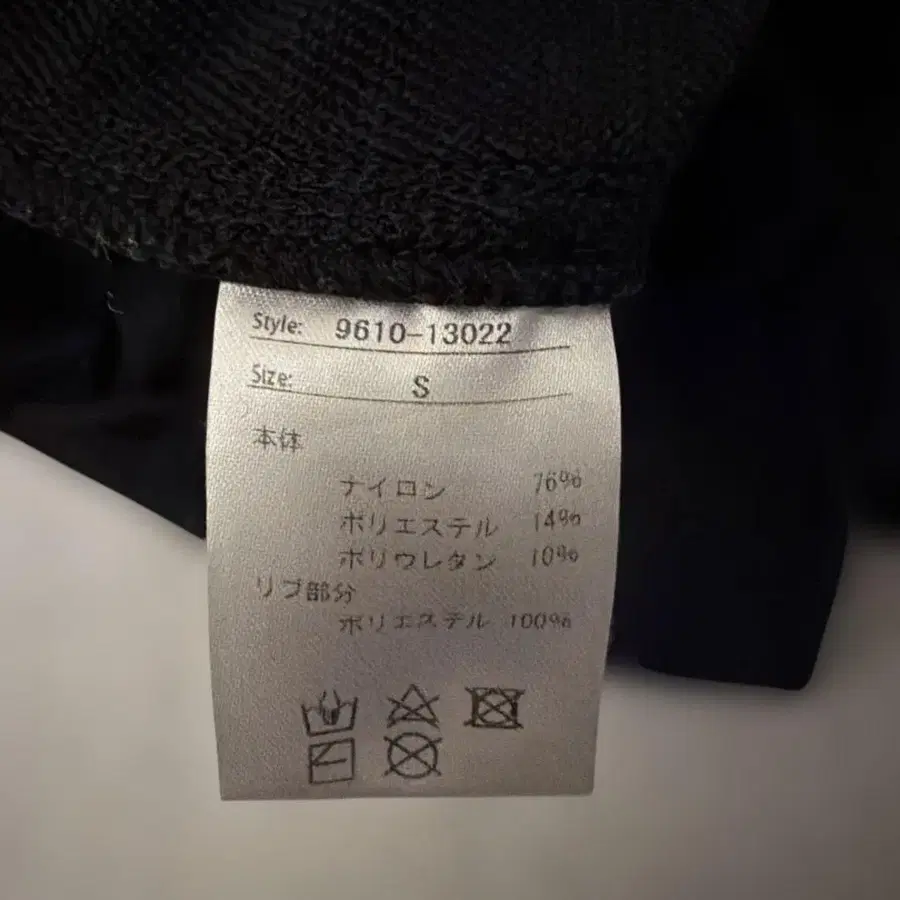 Style: 9610-13022
Size: S
本体
ナイロン 76%
ポリエステル 14%
ポリウレタン 10%
リブ部分
ポリエステル 100%